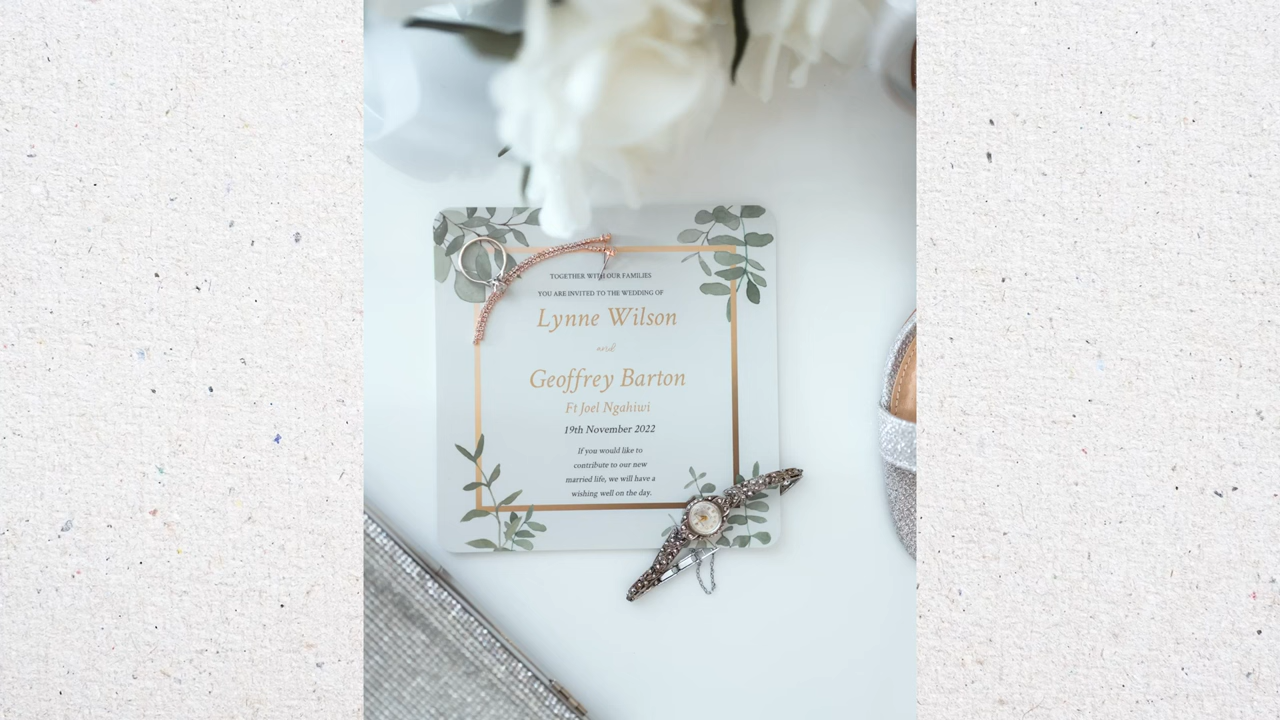 TOGETHER WITH OUR FAMILIES
YOU ARE INVITED TO THE WEDDING OF
Lynne Wilson
and
Geoffrey Barton
Ft Joel Ngahiwi
19th November 2022
If you would like to
contribute to our new
married life, we will have a
wishing well on the day.